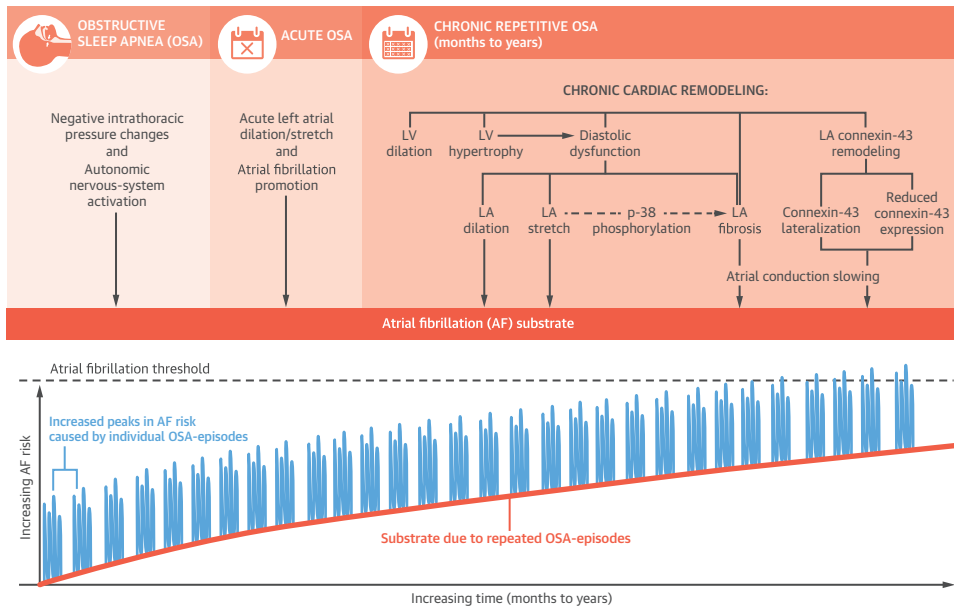 OBSTRUCTIVE
SLEEP APNEA (OSA)
ACUTE OSA
CHRONIC REPETITIVE OSA
(months to years)
Negative intrathoracic
pressure changes
and
Autonomic
nervous-system
activation
Acute left atrial
dilation/stretch
and
Atrial fibrillation
promotion
CHRONIC CARDIAC REMODELING:
LV
dilation
LV
hypertrophy
Diastolic
dysfunction
LA connexin-43
remodeling
LA
dilation
LA
stretch
p-38
phosphorylation
LA
fibrosis
Connexin-43
lateralization
Reduced
connexin-43
expression
Atrial conduction slowing
Atrial fibrillation (AF) substrate
Atrial fibrillation threshold
Increased peaks in AF risk
caused by individual OSA-episodes
Increasing AF risk
Substrate due to repeated OSA-episodes
Increasing time (months to years)